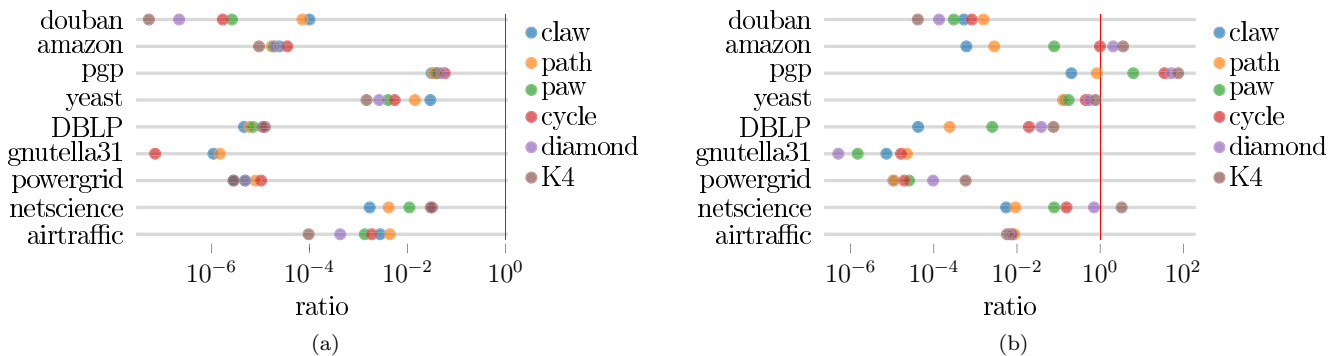 douban
amazon
pgp
yeast
DBLP
gnutella31
powergrid
netscience
airtraffic
10^{-6} 10^{-4} 10^{-2} 10^{0}
ratio
claw
path
paw
cycle
diamond
K4
(a)
douban
amazon
pgp
yeast
DBLP
gnutella31
powergrid
netscience
airtraffic
10^{-6} 10^{-4} 10^{-2} 10^{0} 10^{2}
ratio
claw
path
paw
cycle
diamond
K4
(b)